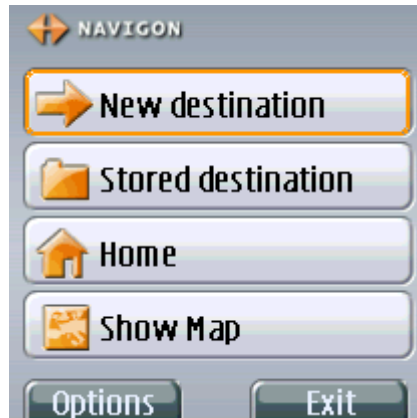 NAVIGON
New destination
Stored destination
Home
Show Map
Options Exit